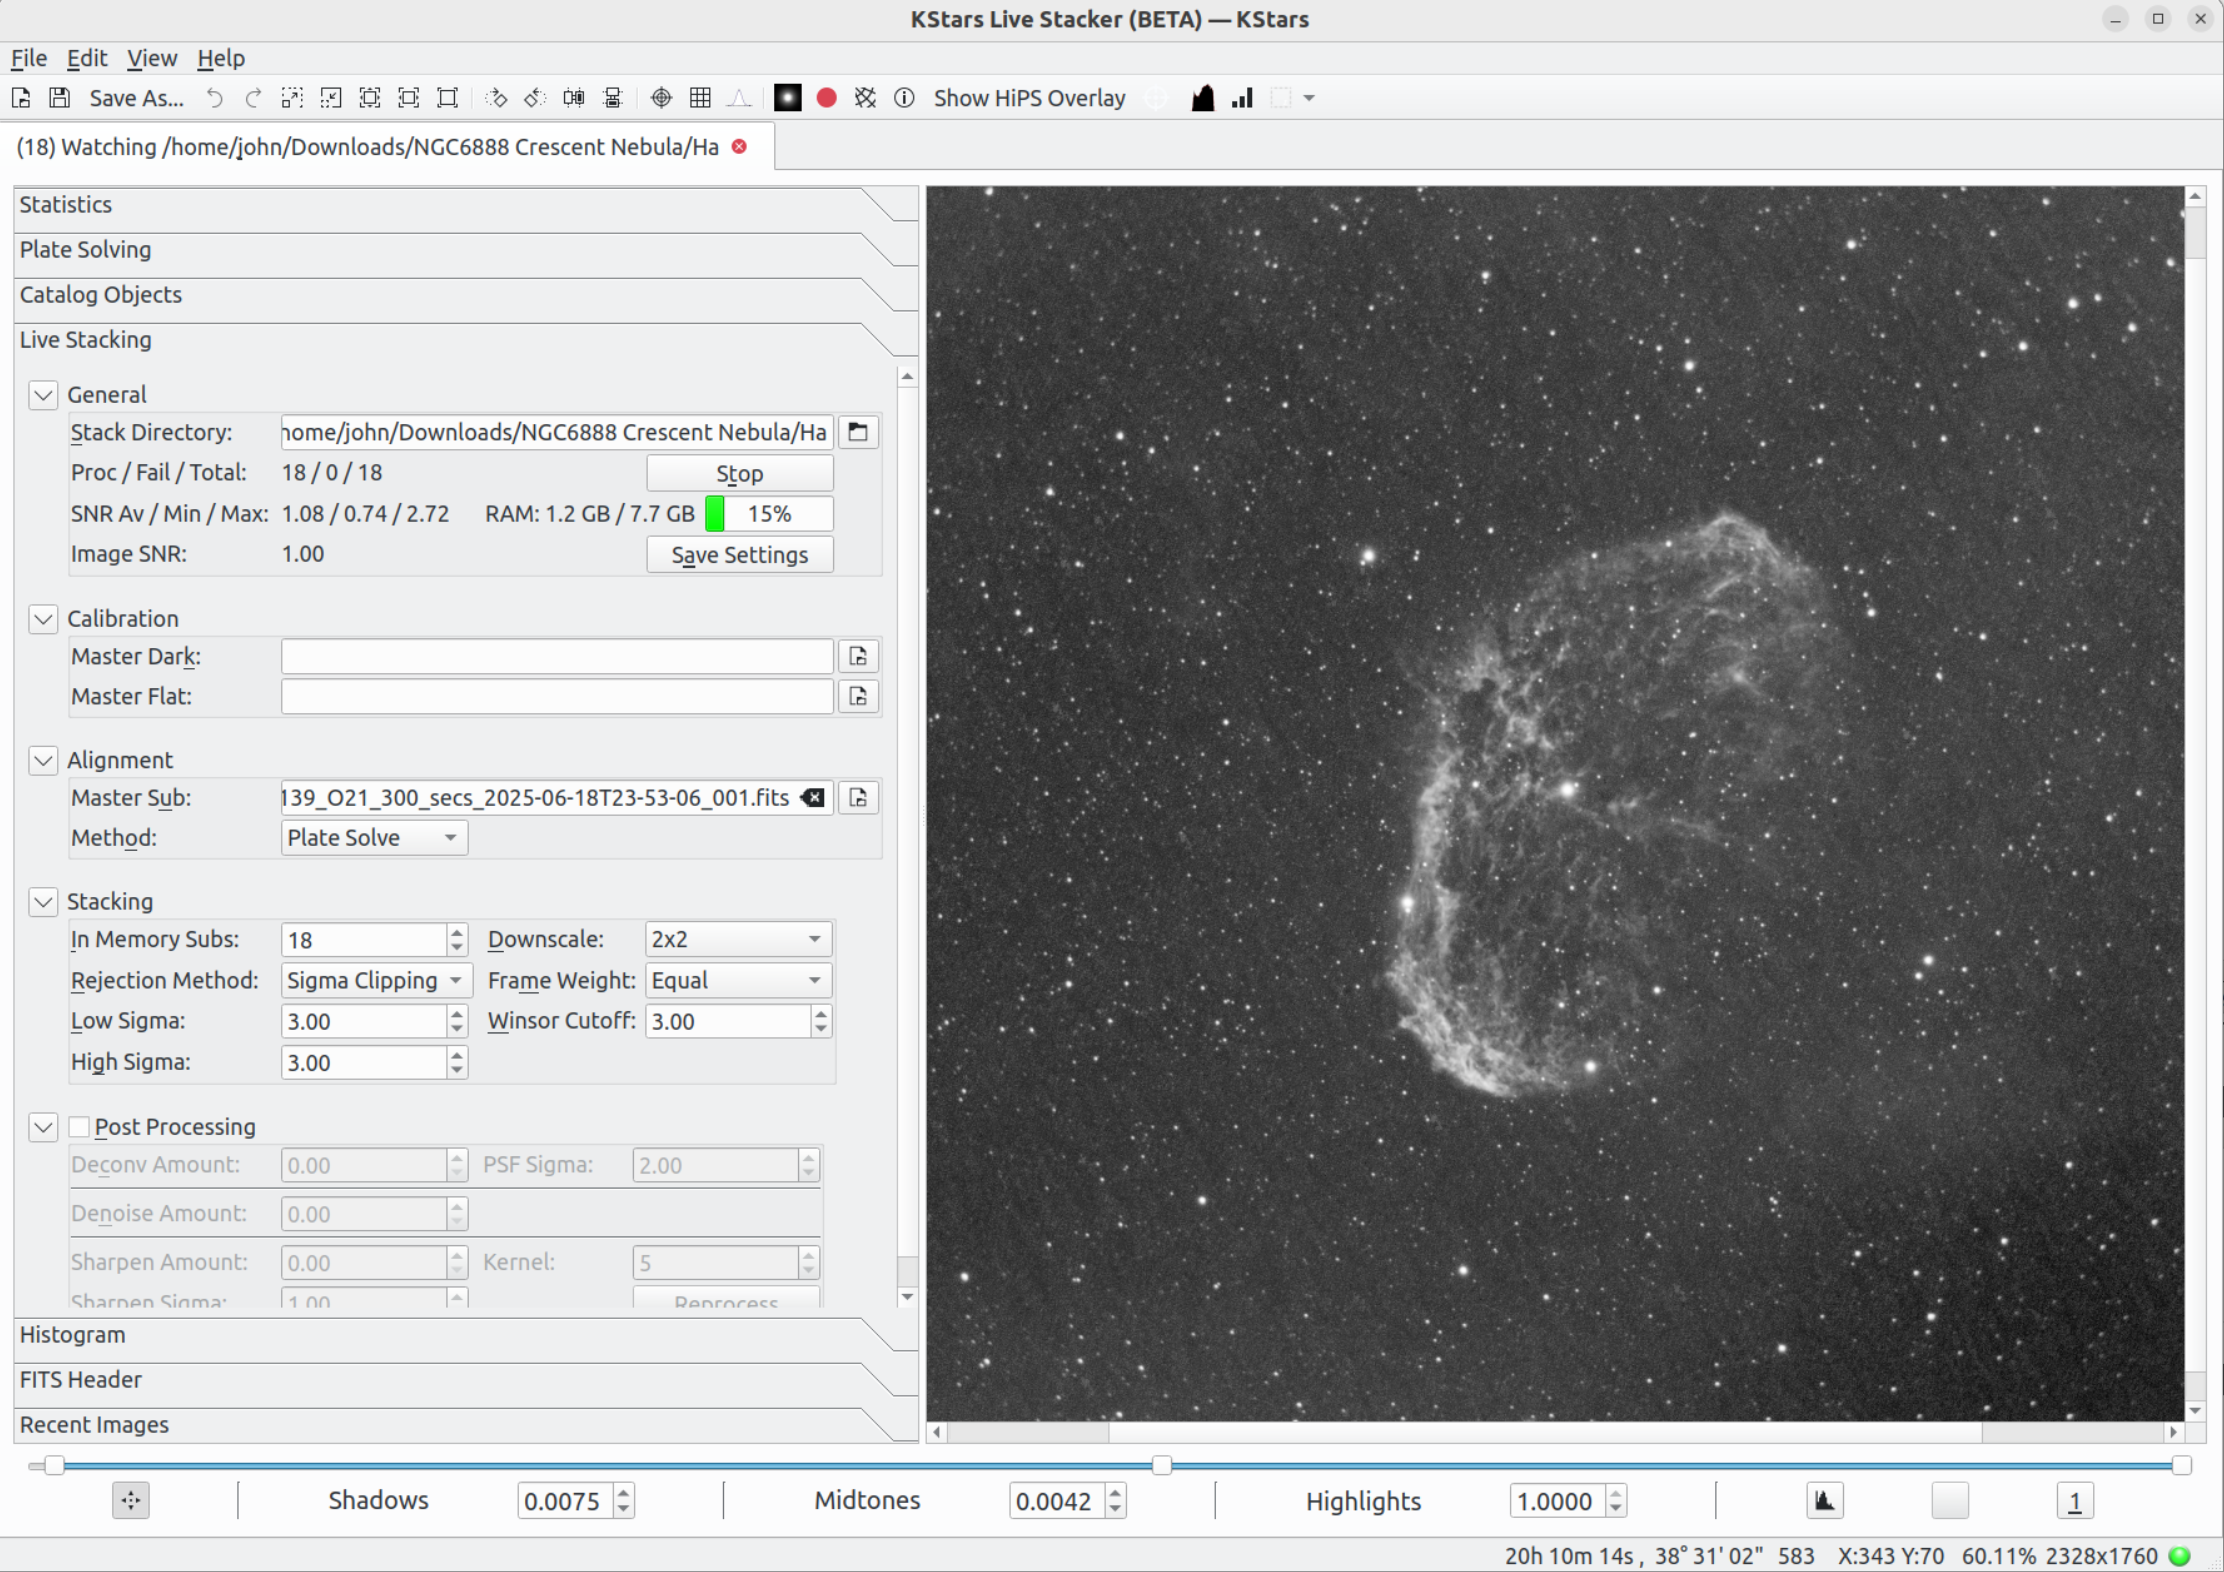 KStars Live Stacker (BETA) — KStars
File Edit View Help
Save As... Show HiPS Overlay
(18) Watching /home/john/Downloads/NGC6888 Crescent Nebula/Ha
Statistics
Plate Solving
Catalog Objects
Live Stacking
General
Stack Directory: home/john/Downloads/NGC6888 Crescent Nebula/Ha
Proc / Fail / Total: 18 / 0 / 18 Stop
SNR Av / Min / Max: 1.08 / 0.74 / 2.72 RAM: 1.2 GB / 7.7 GB 15%
Image SNR: 1.00 Save Settings
Calibration
Master Dark:
Master Flat:
Alignment
Master Sub: 139_O21_300_secs_2025-06-18T23-53-06_001.fits
Method: Plate Solve
Stacking
In Memory Subs: 18 Downscale: 2x2
Rejection Method: Sigma Clipping Frame Weight: Equal
Low Sigma: 3.00 Winsor Cutoff: 3.00
High Sigma: 3.00
Post Processing
Deconv Amount: 0.00 PSF Sigma: 2.00
Denoise Amount: 0.00
Sharpen Amount: 0.00 Kernel: 5
Sharpen Sigma: 1.00 Reprocess
Histogram
FITS Header
Recent Images
Shadows 0.0075 Midtones 0.0042 Highlights 1.0000 1
20h 10m 14s , 38° 31' 02" 583 X:343 Y:70 60.11% 2328x1760